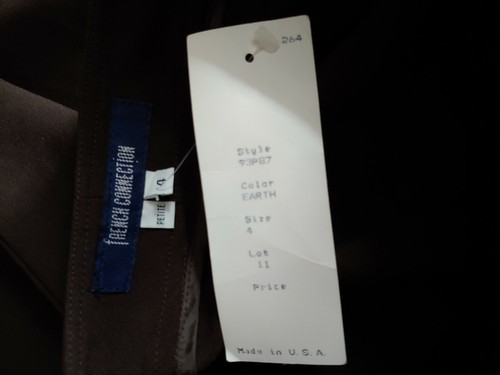 FRENCH CONNECTION
4
PETITE
264
Style
93P87
Color
EARTH
Size
4
Lot
11
Price
Made in U.S.A.